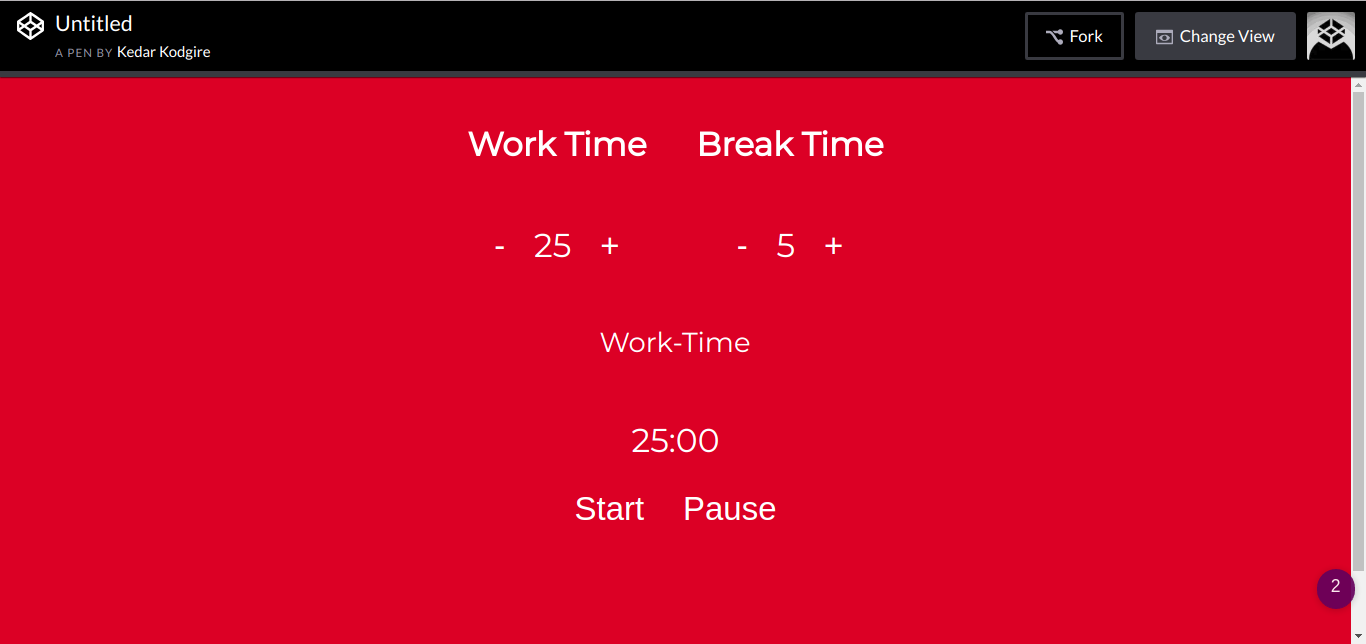 Untitled
A PEN BY Kedar Kodgire
Fork
Change View
Work Time Break Time
- 25 + - 5 +
Work-Time
25:00
Start Pause
2